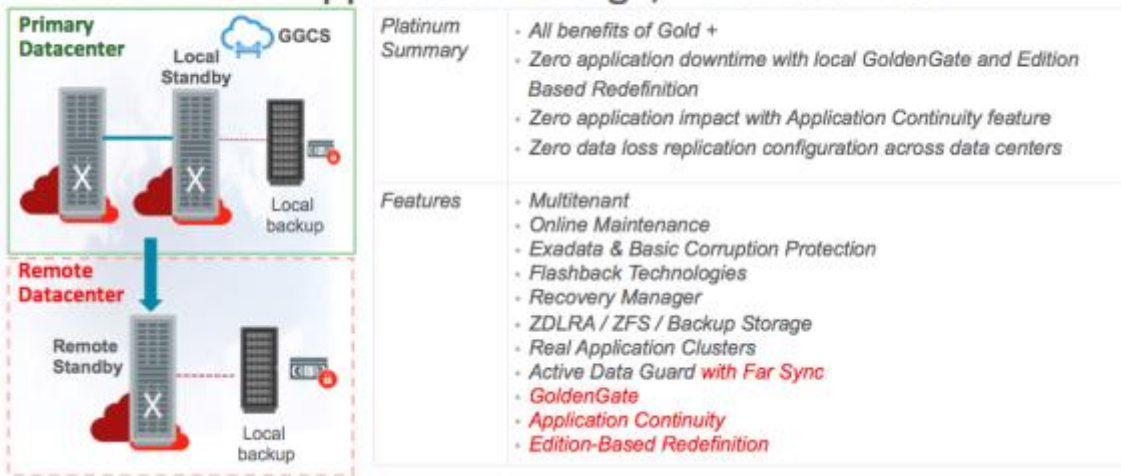 Primary
Datacenter
GGCS
Local
Standby
X
X
Local
backup
Remote
Datacenter
Remote
Standby
X
Local
backup
Platinum
Summary
- All benefits of Gold +
- Zero application downtime with local GoldenGate and Edition
Based Redefinition
- Zero application impact with Application Continuity feature
- Zero data loss replication configuration across data centers
Features
- Multitenant
- Online Maintenance
- Exadata & Basic Corruption Protection
- Flashback Technologies
- Recovery Manager
- ZDLRA / ZFS / Backup Storage
- Real Application Clusters
- Active Data Guard with Far Sync
- GoldenGate
- Application Continuity
- Edition-Based Redefinition